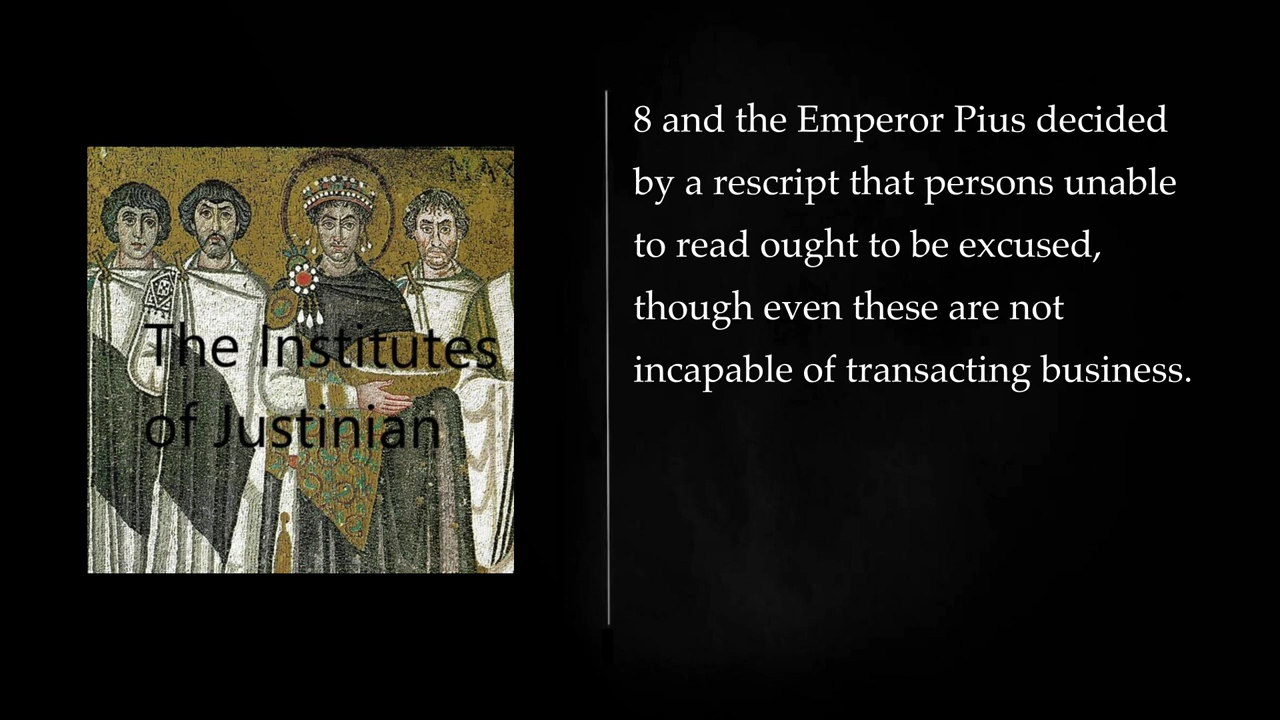 MAX
The Institutes
of Justinian
8 and the Emperor Pius decided
by a rescript that persons unable
to read ought to be excused,
though even these are not
incapable of transacting business.